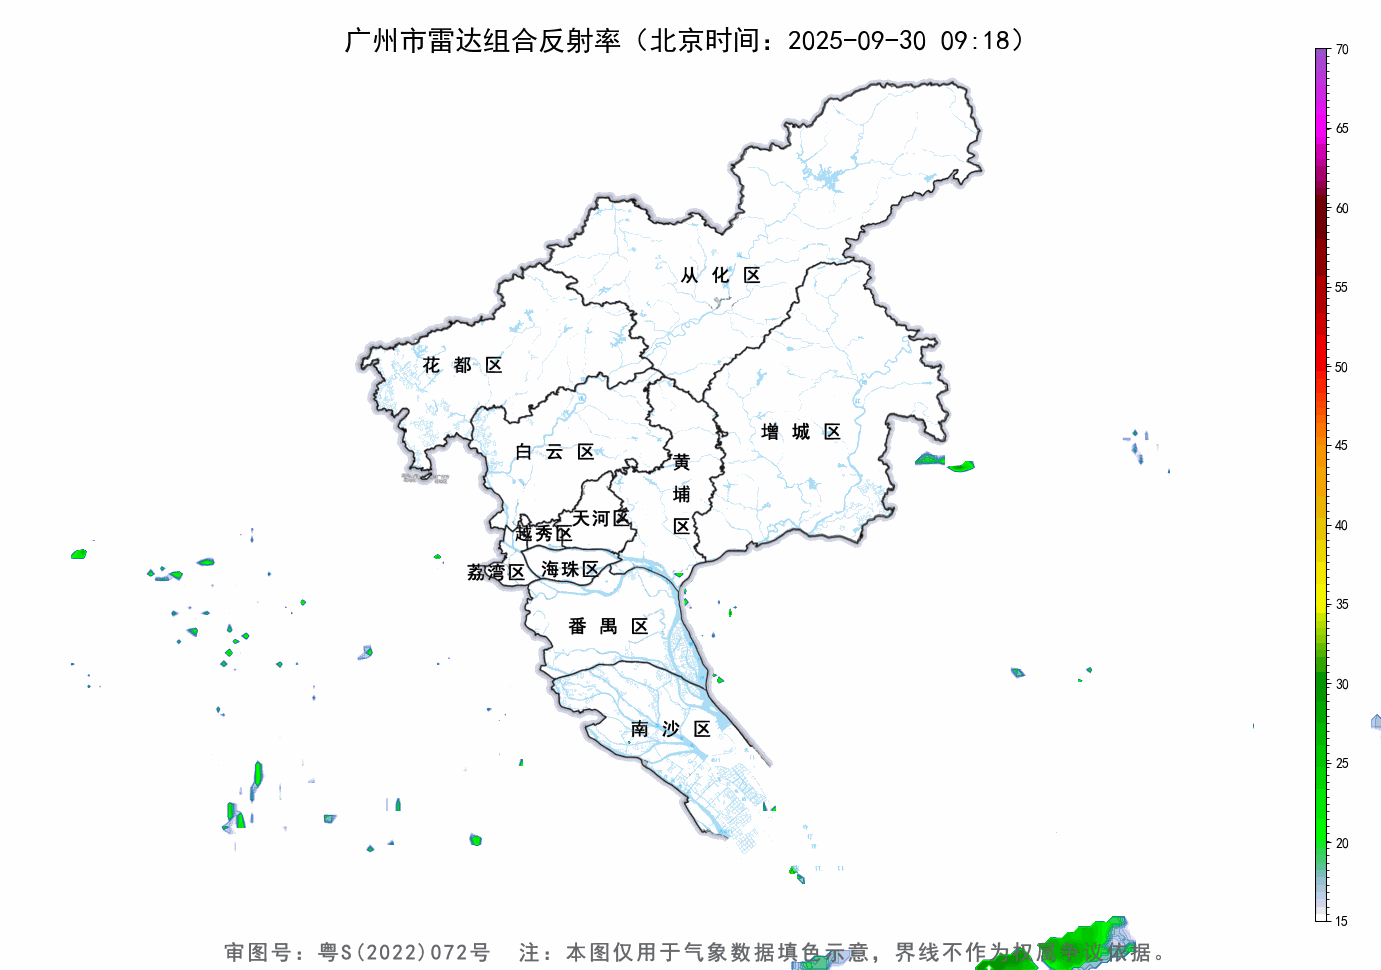 广州市雷达组合反射率（北京时间：2025-09-30 09:18）
70
65
60
55
50
45
40
35
30
25
20
15
从化区
花都区
增城区
白云区
黄埔区
天河区
越秀区
荔湾区
海珠区
番禺区
南沙区
审图号：粤S(2022)072号 注：本图仅用于气象数据填色示意，界线不作为权属争议依据。